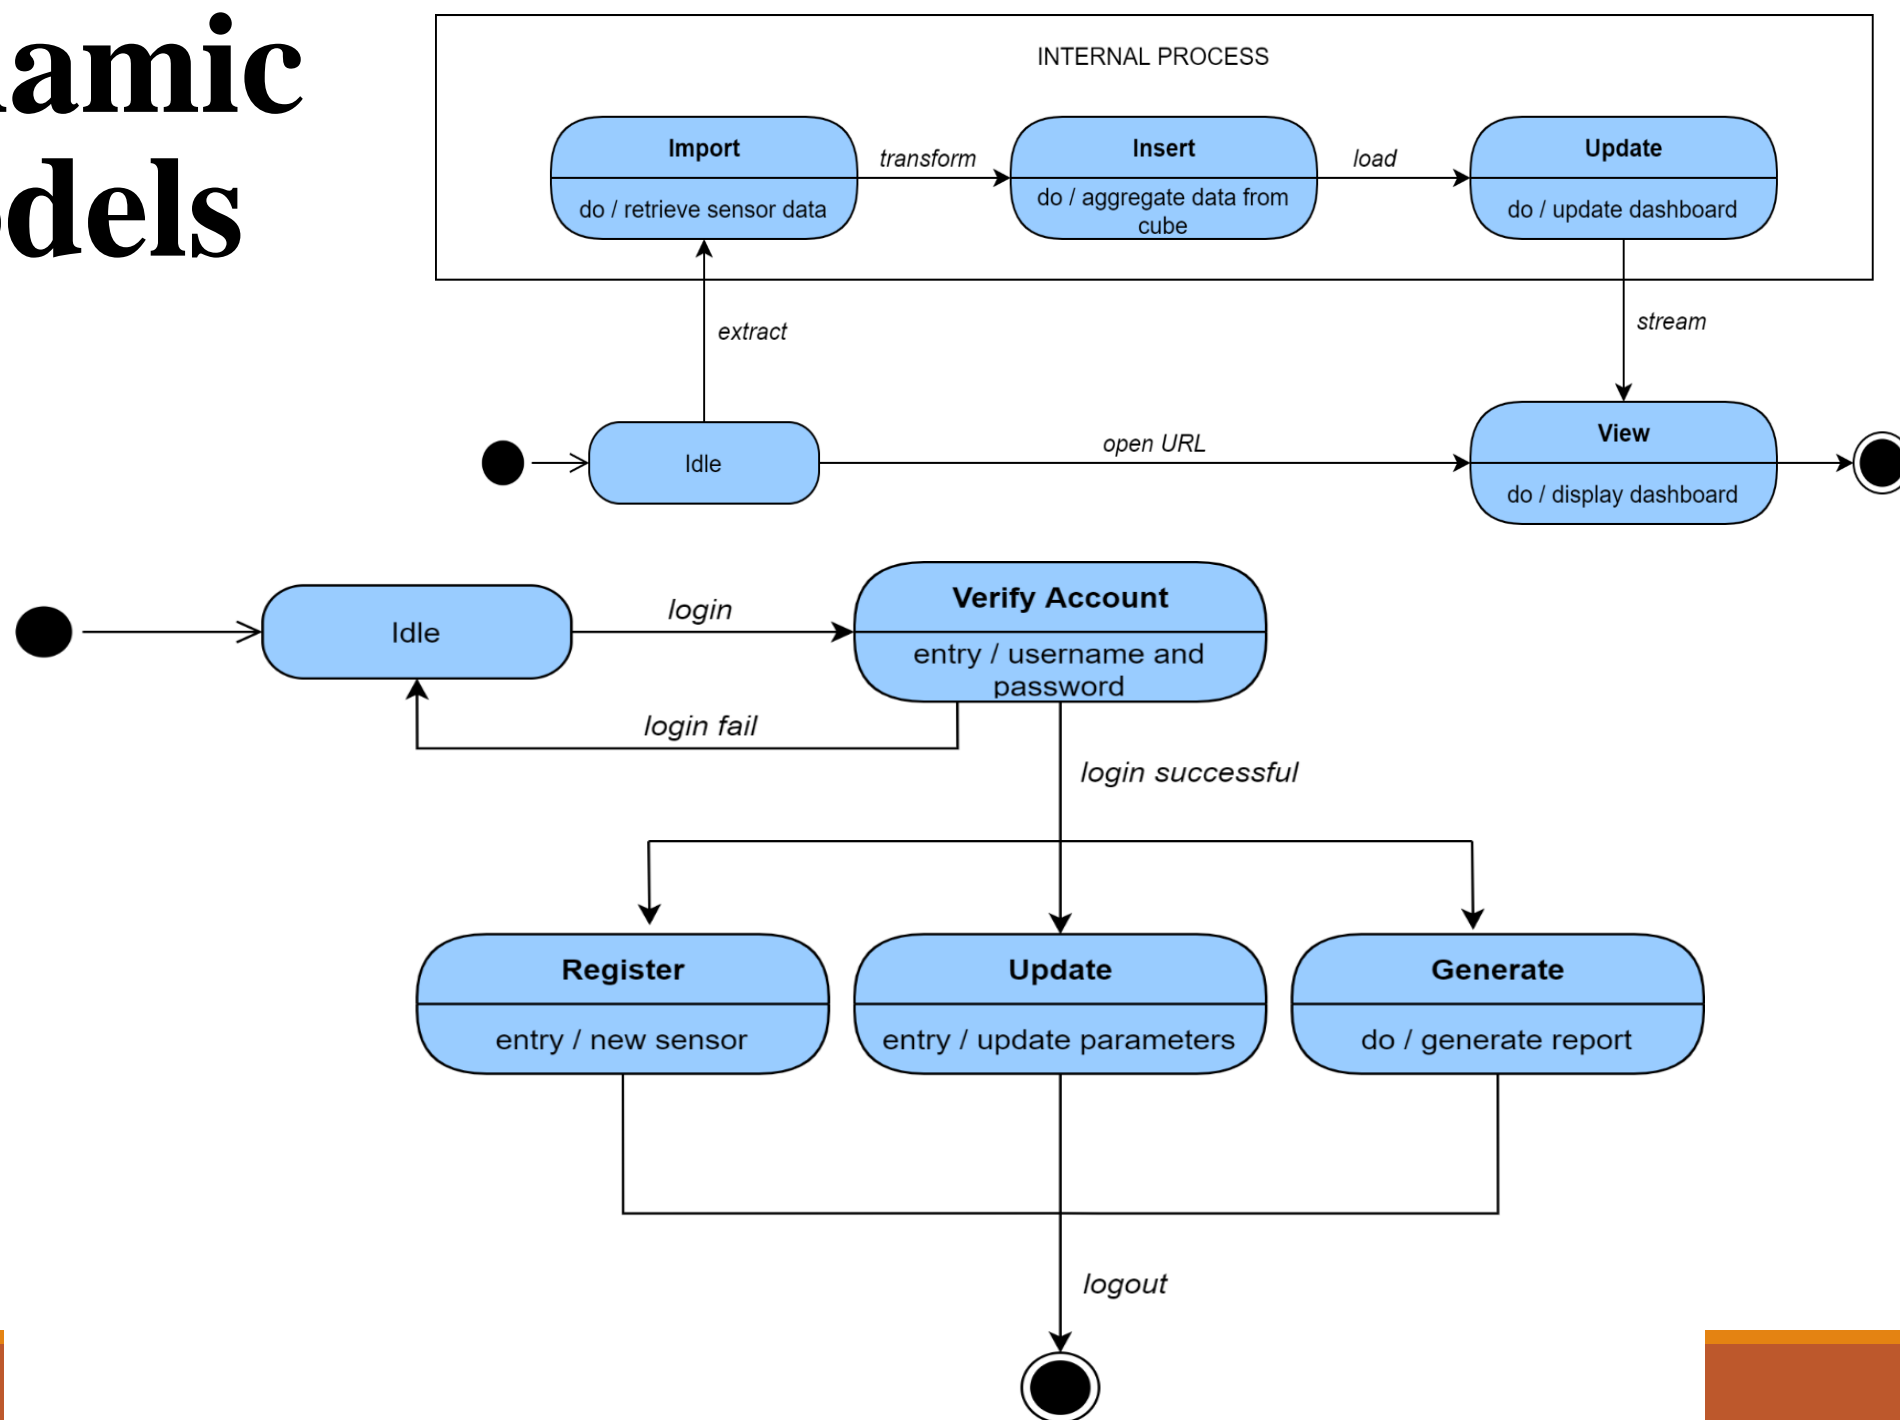 namic
odels
INTERNAL PROCESS
Import
do / retrieve sensor data
transform
Insert
do / aggregate data from
cube
load
Update
do / update dashboard
extract
stream
Idle
open URL
View
do / display dashboard
Idle
login
Verify Account
entry / username and
password
login fail
login successful
Register
entry / new sensor
Update
entry / update parameters
Generate
do / generate report
logout